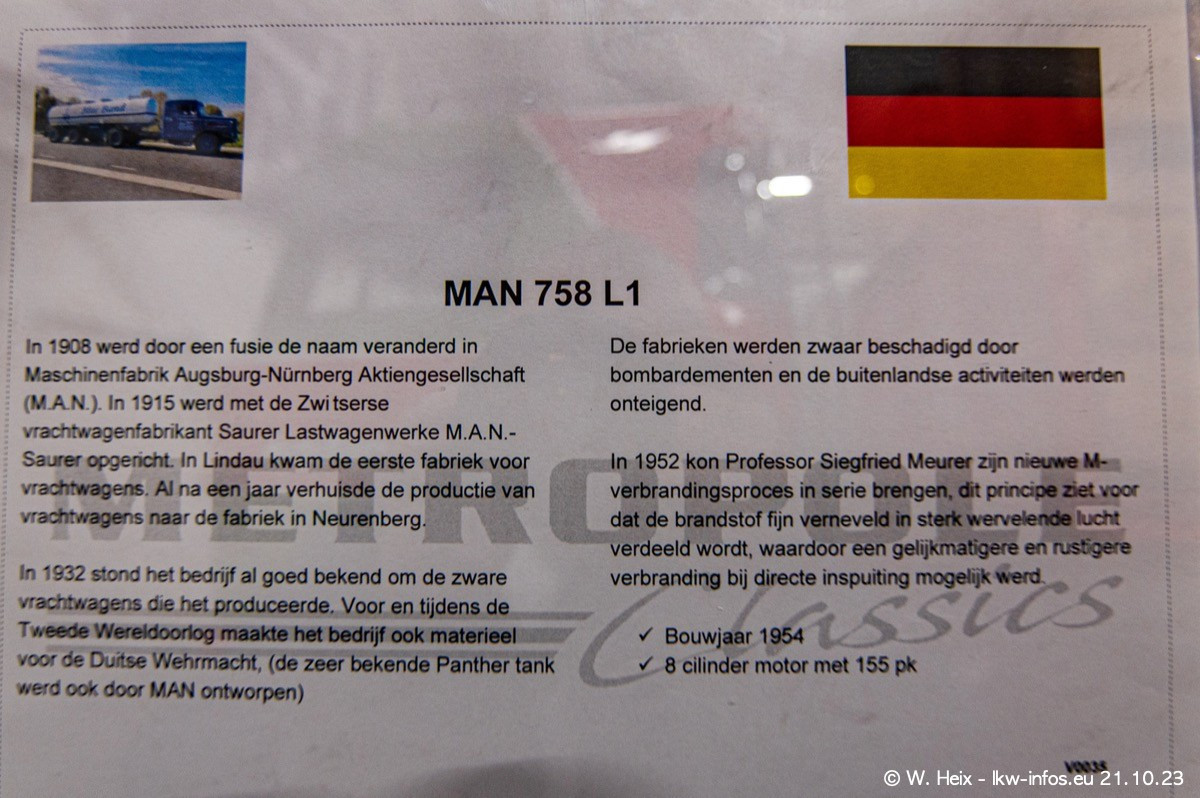 MAN 758 L1
In 1908 werd door een fusie de naam veranderd in
Maschinenfabrik Augsburg-Nürnberg Aktiengesellschaft
(M.A.N.). In 1915 werd met de Zwitserse
vrachtwagenfabrikant Saurer Lastwagenwerke M.A.N.-
Saurer opgericht. In Lindau kwam de eerste fabriek voor
vrachtwagens. Al na een jaar verhuisde de productie van
vrachtwagens naar de fabriek in Neurenberg.
In 1932 stond het bedrijf al goed bekend om de zware
vrachtwagens die het produceerde. Voor en tijdens de
Tweede Wereldoorlog maakte het bedrijf ook materieel
voor de Duitse Wehrmacht, (de zeer bekende Panther tank
werd ook door MAN ontworpen)
De fabrieken werden zwaar beschadigd door
bombardementen en de buitenlandse activiteiten werden
onteigend.
In 1952 kon Professor Siegfried Meurer zijn nieuwe M-
verbrandingsproces in serie brengen, dit principe ziet voor
dat de brandstof fijn verneveld in sterk wervelende lucht
verdeeld wordt, waardoor een gelijkmatigere en rustigere
verbranding bij directe inspuiting mogelijk werd.
✓ Bouwjaar 1954
✓ 8 cilinder motor met 155 pk
METROPOLE
Classics
V0035
© W. Heix - lkw-infos.eu 21.10.23